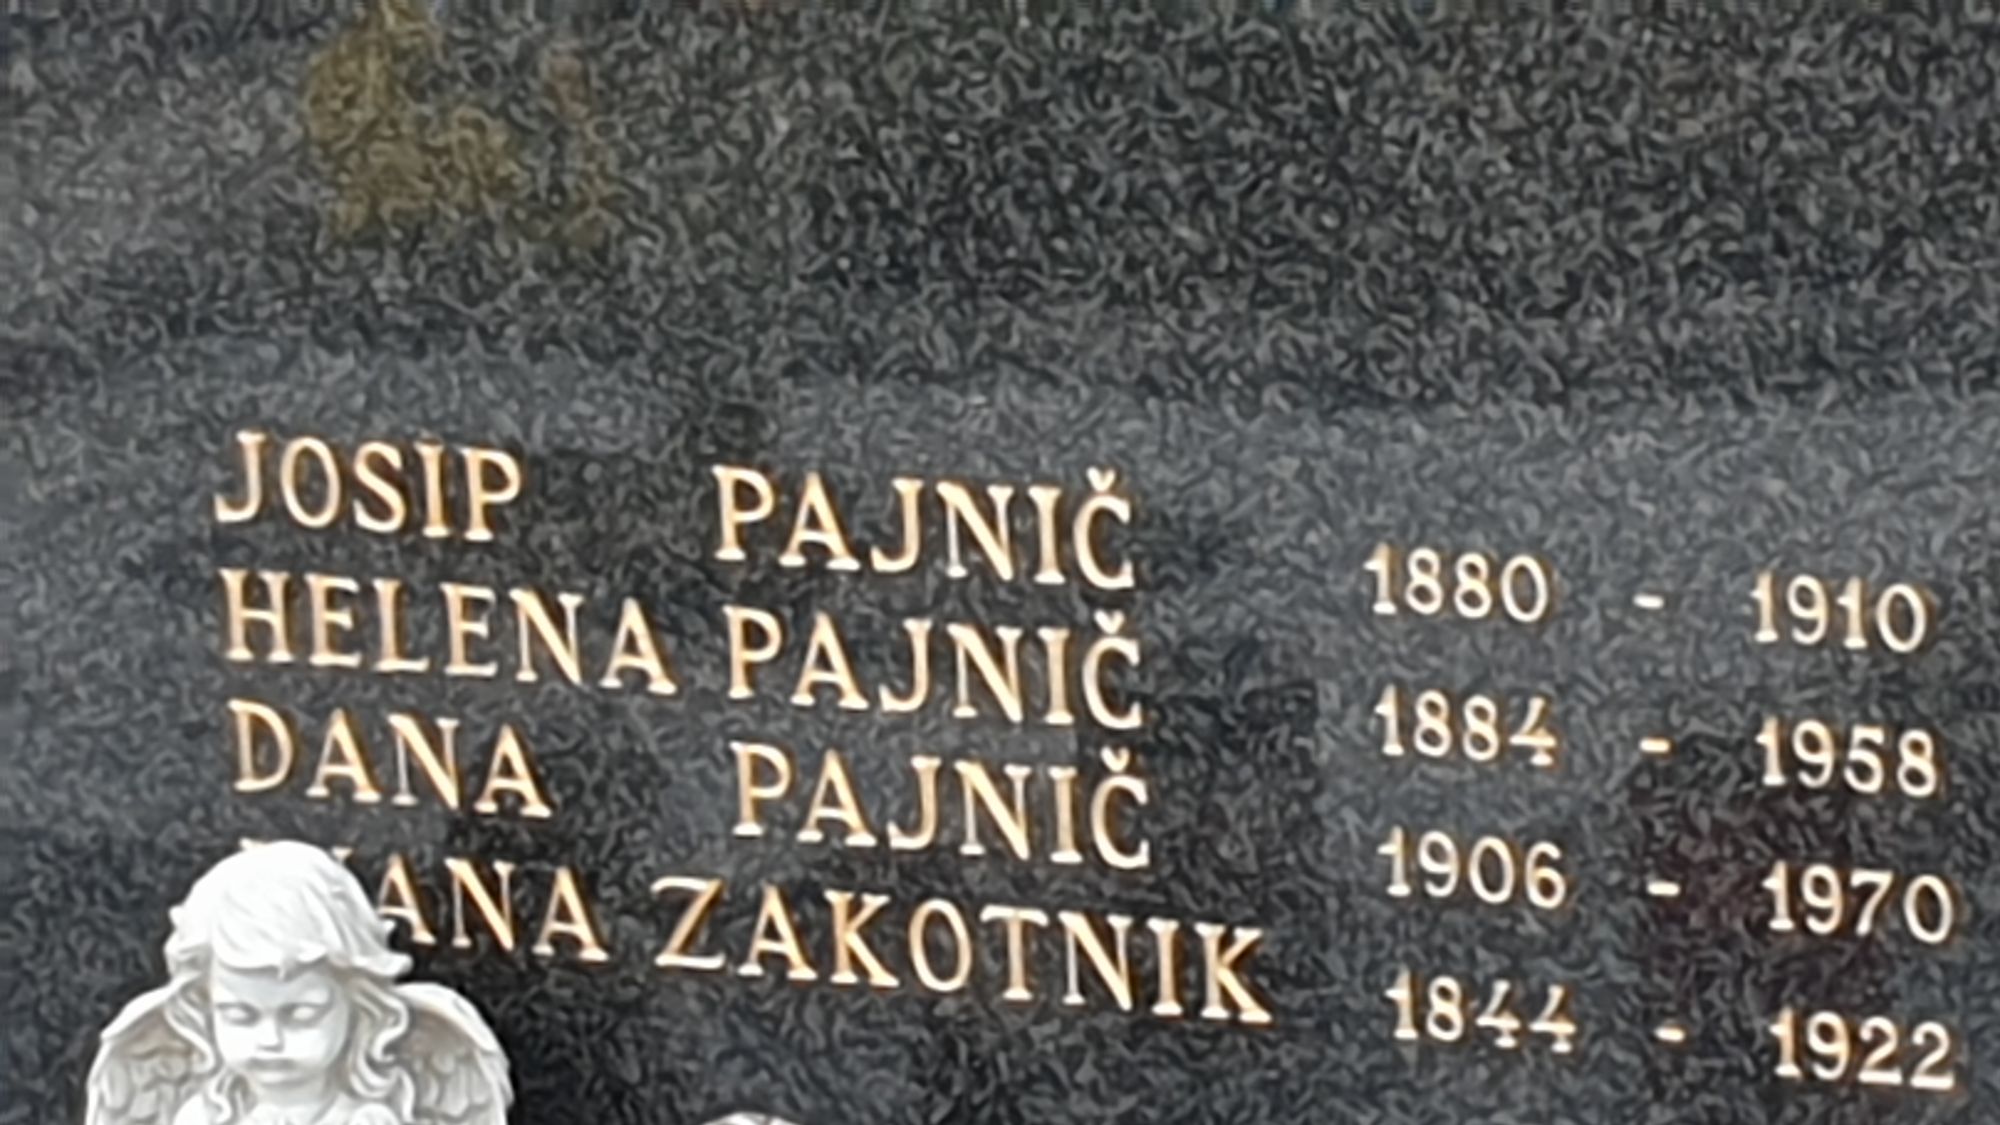 JOSIP PAJNIČ 1880 - 1910
HELENA PAJNIČ 1884 - 1958
DANA PAJNIČ 1906 - 1970
ZAKOTNIK 1844 - 1922